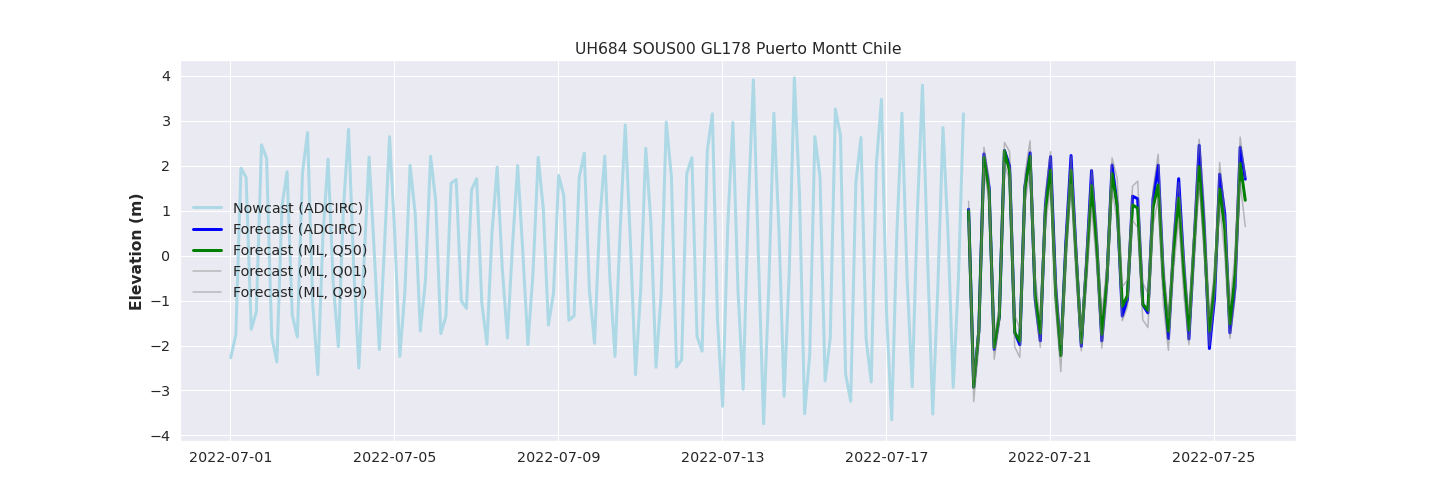 UH684 SOUS00 GL178 Puerto Montt Chile
4
3
2
1
0
−1
−2
−3
−4
Elevation (m)
Nowcast (ADCIRC)
Forecast (ADCIRC)
Forecast (ML, Q50)
Forecast (ML, Q01)
Forecast (ML, Q99)
2022-07-01 2022-07-05 2022-07-09 2022-07-13 2022-07-17 2022-07-21 2022-07-25